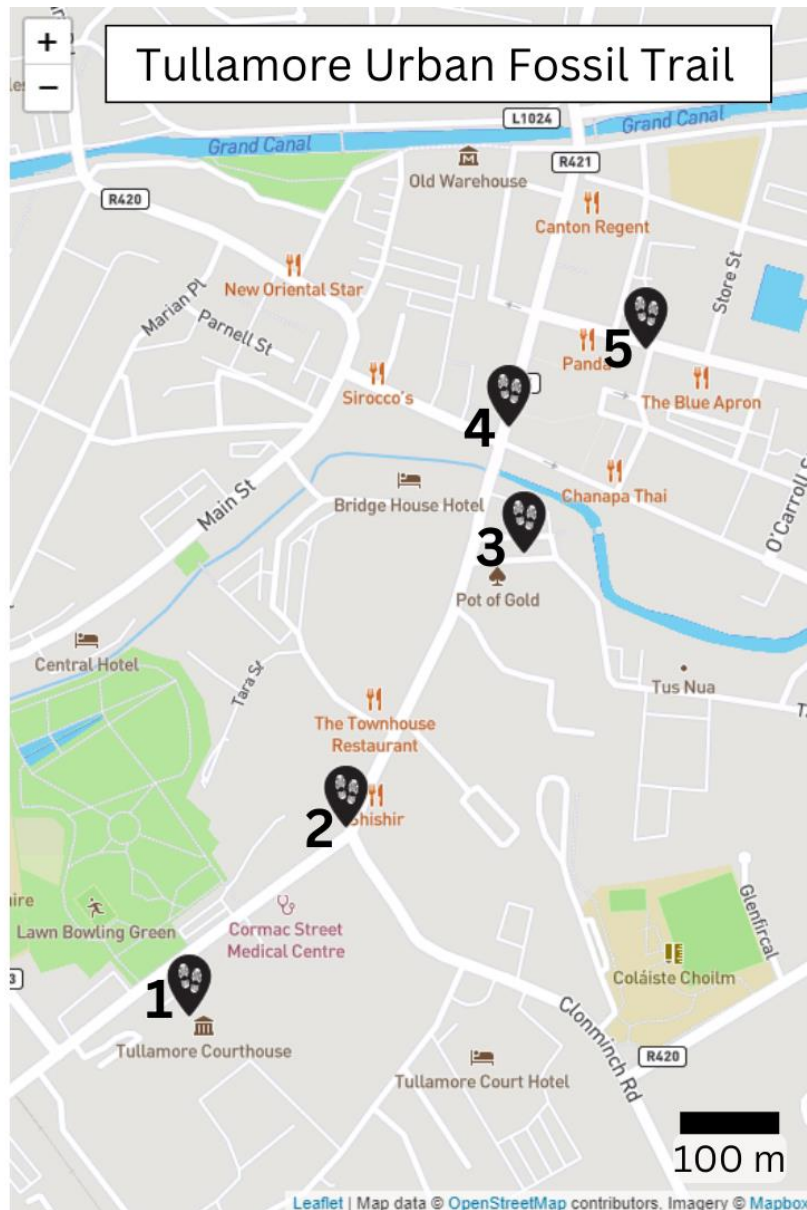 +
−
Tullamore Urban Fossil Trail
L1024
Grand Canal
Grand Canal
R421
Old Warehouse
R420
Canton Regent
New Oriental Star
Store St
Marian Pl
Parnell St
Panda
5
The Blue Apron
Sirocco's
4
Chanapa Thai
Main St
Bridge House Hotel
O'Carroll S
3
Pot of Gold
Central Hotel
Tara St
Tus Nua
T
The Townhouse
Restaurant
2
Shishir
ire
Lawn Bowling Green
Cormac Street
Medical Centre
Glenfircal
3
1
Coláiste Choilm
Tullamore Courthouse
Clonminch Rd
R420
Tullamore Court Hotel
100 m
Leaflet | Map data © OpenStreetMap contributors, Imagery © Mapbox